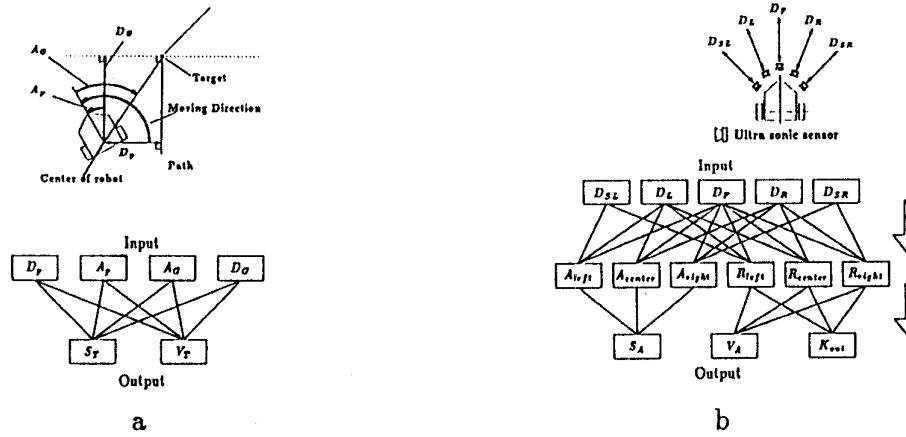 D_G
A_G
Target
A_P
Moving Direction
D_P
Center of robot
Path
Input
D_P A_P A_G D_G
S_T V_T
Output
a
D_F
D_L D_R
D_SL D_SR
Ultra sonic sensor
Input
D_SL D_L D_F D_R D_SR
A_left A_center A_right R_left R_center R_right
S_A V_A K_out
Output
b